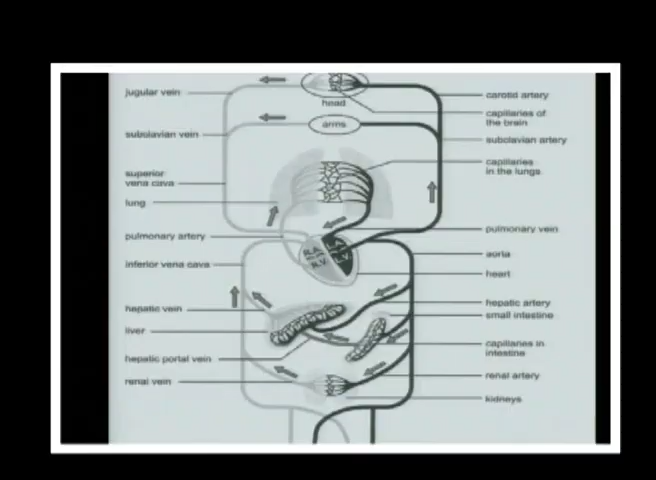 jugular vein
subclavian vein
superior
vena cava
lung
pulmonary artery
inferior vena cava
hepatic vein
liver
hepatic portal vein
renal vein
head
arms
R.A.
L.A.
R.V.
L.V.
carotid artery
capillaries of
the brain
subclavian artery
capillaries
in the lungs
pulmonary vein
aorta
heart
hepatic artery
small intestine
capillaries in
intestine
renal artery
kidneys